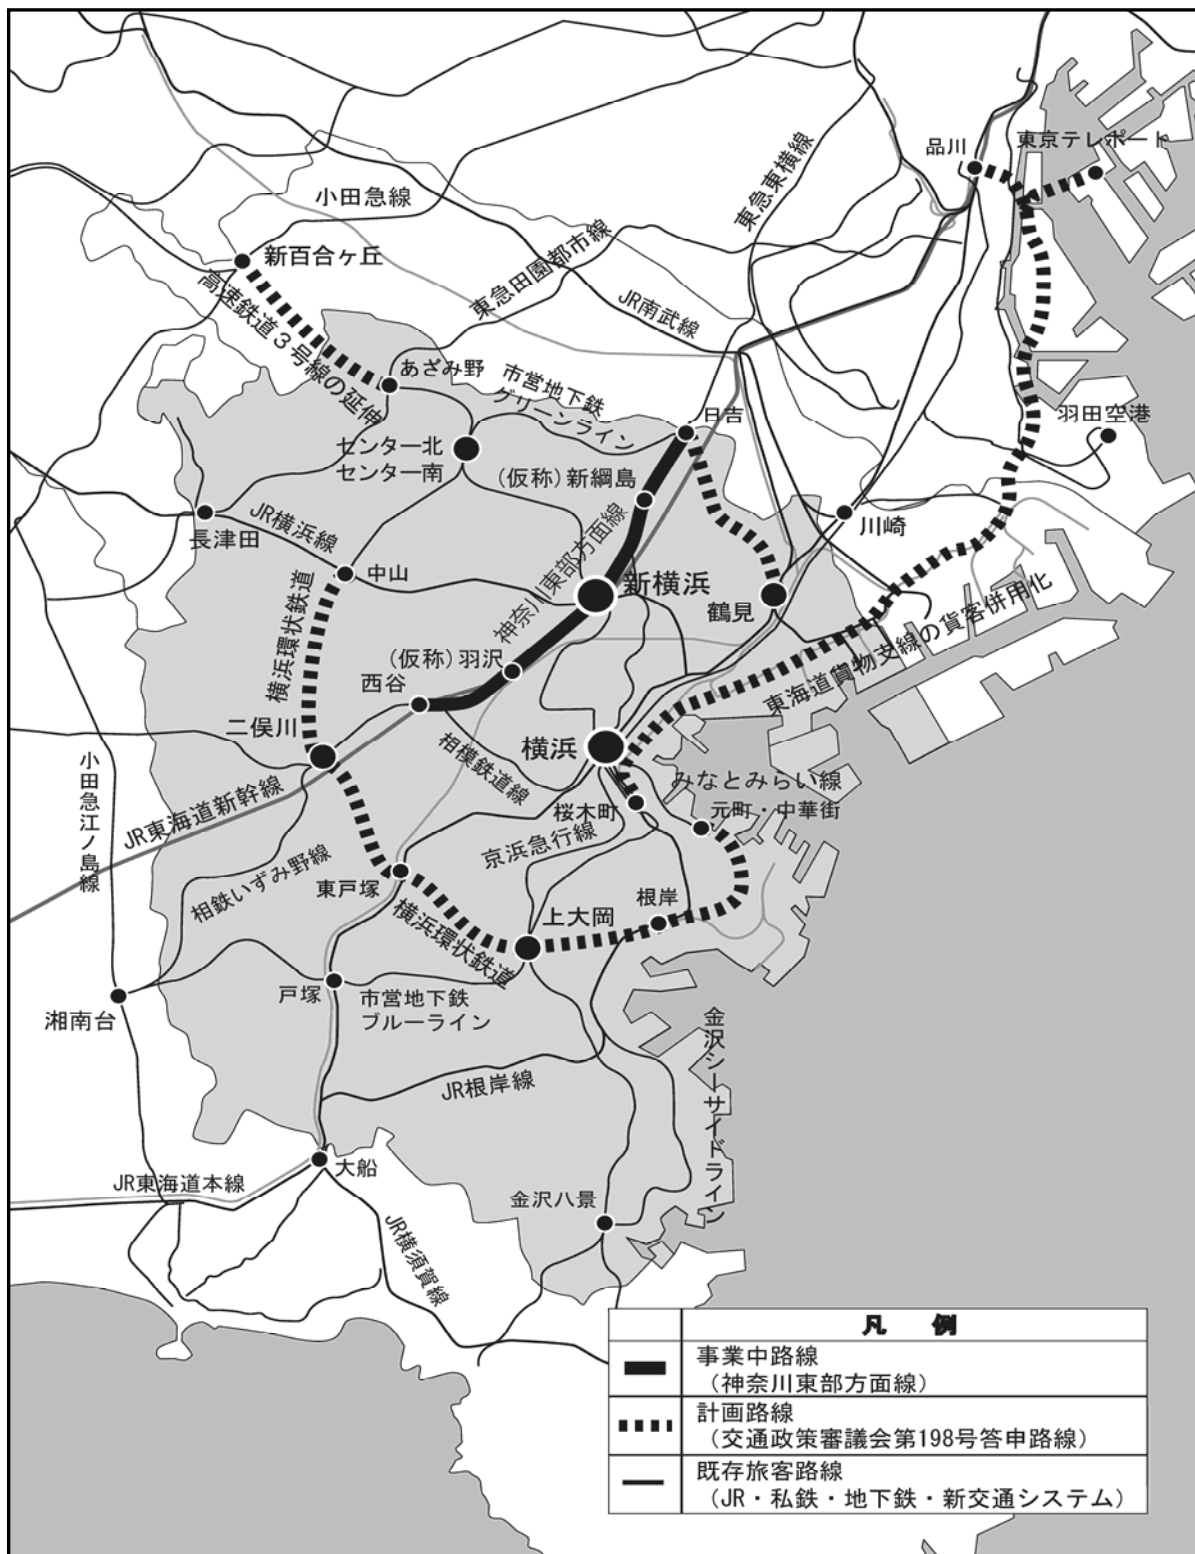 品川
東京テレポート
東急東横線
小田急線
新百合ヶ丘
東急田園都市線
高速鉄道３号線の延伸
JR南武線
あざみ野
市営地下鉄
グリーンライン
日吉
羽田空港
センター北
センター南
(仮称)新綱島
川崎
JR横浜線
長津田
神奈川東部方面線
中山
新横浜
鶴見
横浜環状鉄道
(仮称)羽沢
東海道貨物支線の貨客併用化
西谷
二俣川
横浜
相模鉄道線
小田急江ノ島線
みなとみらい線
JR東海道新幹線
桜木町
元町・中華街
京浜急行線
相鉄いずみ野線
東戸塚
横浜環状鉄道
上大岡
根岸
戸塚
市営地下鉄
ブルーライン
湘南台
金沢シーサイドライン
JR根岸線
大船
JR東海道本線
金沢八景
JR横須賀線
凡　例
事業中路線
（神奈川東部方面線）
計画路線
（交通政策審議会第198号答申路線）
既存旅客路線
（JR・私鉄・地下鉄・新交通システム）